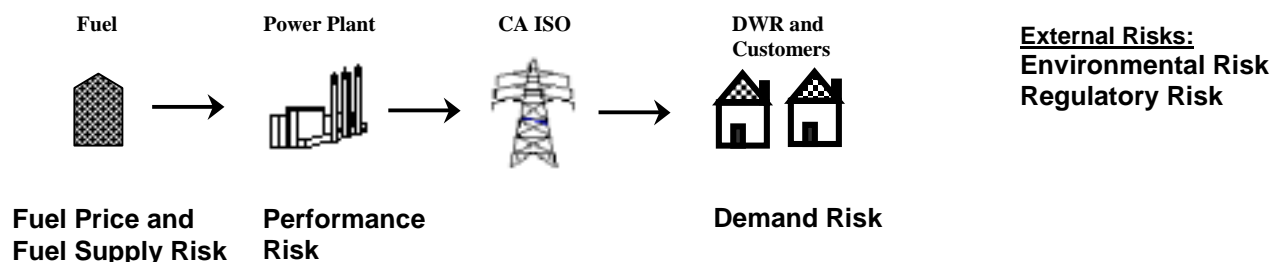 Fuel
Power Plant
CA ISO
DWR and
Customers
External Risks:
Environmental Risk
Regulatory Risk
Fuel Price and
Fuel Supply Risk
Performance
Risk
Demand Risk